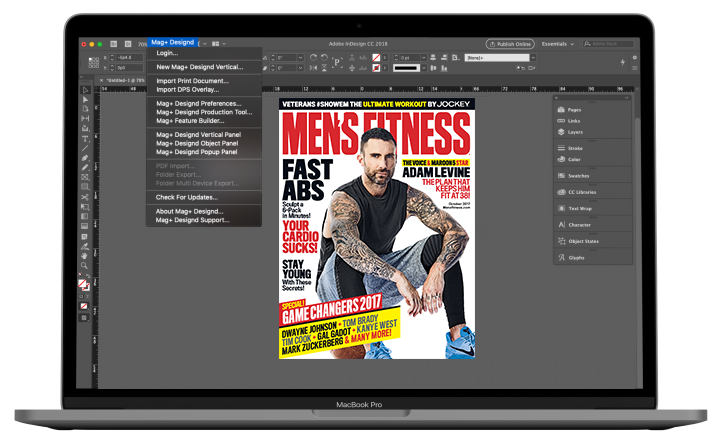 70%
Mag+ Designd
Adobe InDesign CC 2018
Publish Online
Essentials
Login...
New Mag+ Designd Vertical...
Import Print Document...
Import DPS Overlay...
Mag+ Designd Preferences...
Mag+ Designd Production Tool...
Mag+ Feature Builder...
Mag+ Designd Vertical Panel
Mag+ Designd Object Panel
Mag+ Designd Popup Panel
PDF Import...
Folder Export...
Folder Multi Device Export...
Check For Updates...
About Mag+ Designd...
Mag+ Designd Support...
X:
Y:
0 pt
[None]+
*Untitled-1 @ 70%
VETERANS #SHOWEM THE ULTIMATE WORKOUT BY JOCKEY
MEN'S FITNESS
FAST
ABS
Sculpt a
6-Pack
in Minutes!
YOUR
CARDIO
SUCKS!
STAY
YOUNG
With These
Secrets!
THE VOICE & MAROON 5 STAR
ADAM LEVINE
THE PLAN THAT
KEEPS HIM
FIT AT 38!
October 2017
Mensfitness.com
SPECIAL!
GAME CHANGERS 2017
DWAYNE JOHNSON + TOM BRADY
TIM COOK + GAL GADOT + KANYE WEST
MARK ZUCKERBERG & MANY MORE!
Pages
Links
Layers
Stroke
Color
Swatches
CC Libraries
Text Wrap
Character
Object States
Glyphs
MacBook Pro